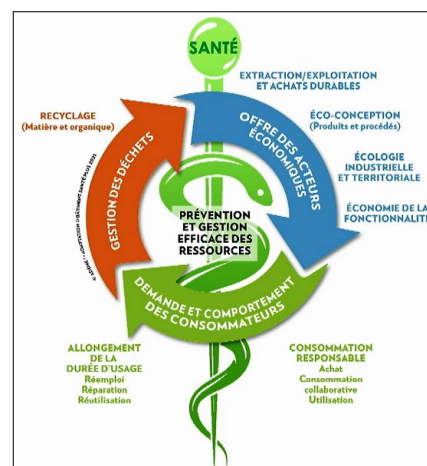 SANTÉ
EXTRACTION/EXPLOITATION
ET ACHATS DURABLES
RECYCLAGE
(Matière et organique)
ÉCO-CONCEPTION
(Produits et procédés)
OFFRE DES ACTEURS
ÉCONOMIQUES
ÉCOLOGIE
INDUSTRIELLE
ET TERRITORIALE
GESTION DES DÉCHETS
ÉCONOMIE DE LA
FONCTIONNALITÉ
PRÉVENTION
ET GESTION
EFFICACE DES
RESSOURCES
DEMANDE ET COMPORTEMENT
DES CONSOMMATEURS
ALLONGEMENT
DE LA
DURÉE D'USAGE
Réemploi
Réparation
Réutilisation
CONSOMMATION
RESPONSABLE
Achat
Consommation
collaborative
Utilisation